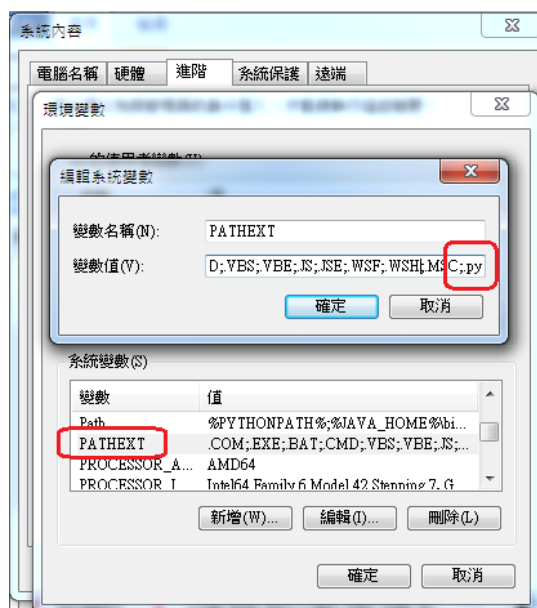 系統內容
電腦名稱 硬體 進階 系統保護 遠端
環境變數
編輯系統變數
變數名稱(N): PATHEXT
變數值(V): D;.VBS;.VBE;.JS;.JSE;.WSF;.WSH;.MSC;.py
確定 取消
系統變數(S)
變數 值
Path %PYTHONPATH%;%JAVA_HOME%\bi...
PATHEXT .COM;.EXE;.BAT;.CMD;.VBS;.VBE;.JS;...
PROCESSOR_A... AMD64
PROCESSOR_I... Intel64 Family 6 Model 42 Stepping 7, G...
新增(W)... 編輯(I)... 刪除(L)
確定 取消